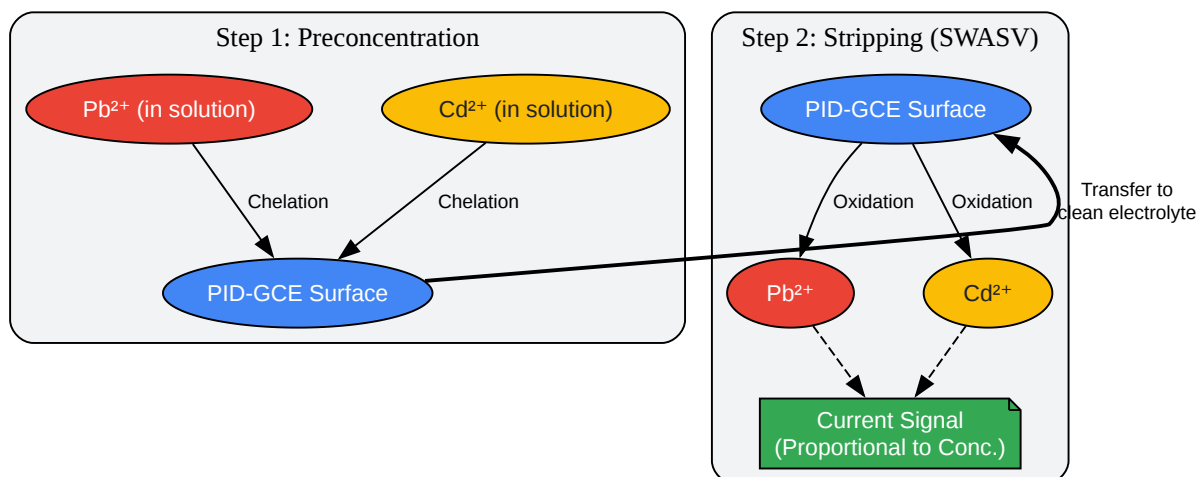 Step 1: Preconcentration
Pb²⁺ (in solution)
Cd²⁺ (in solution)
Chelation
Chelation
PID-GCE Surface
Step 2: Stripping (SWASV)
PID-GCE Surface
Oxidation
Oxidation
Transfer to
clean electrolyte
Pb²⁺
Cd²⁺
Current Signal
(Proportional to Conc.)